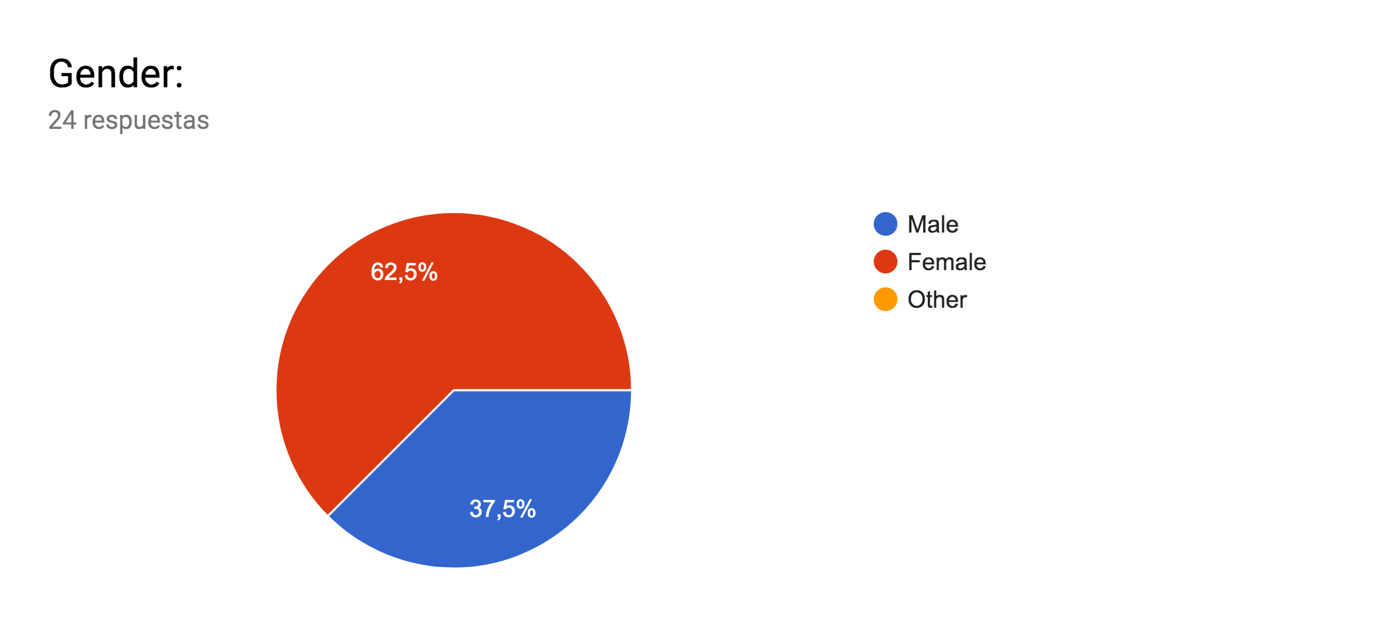 Gender:
24 respuestas
Male
Female
Other
62,5%
37,5%